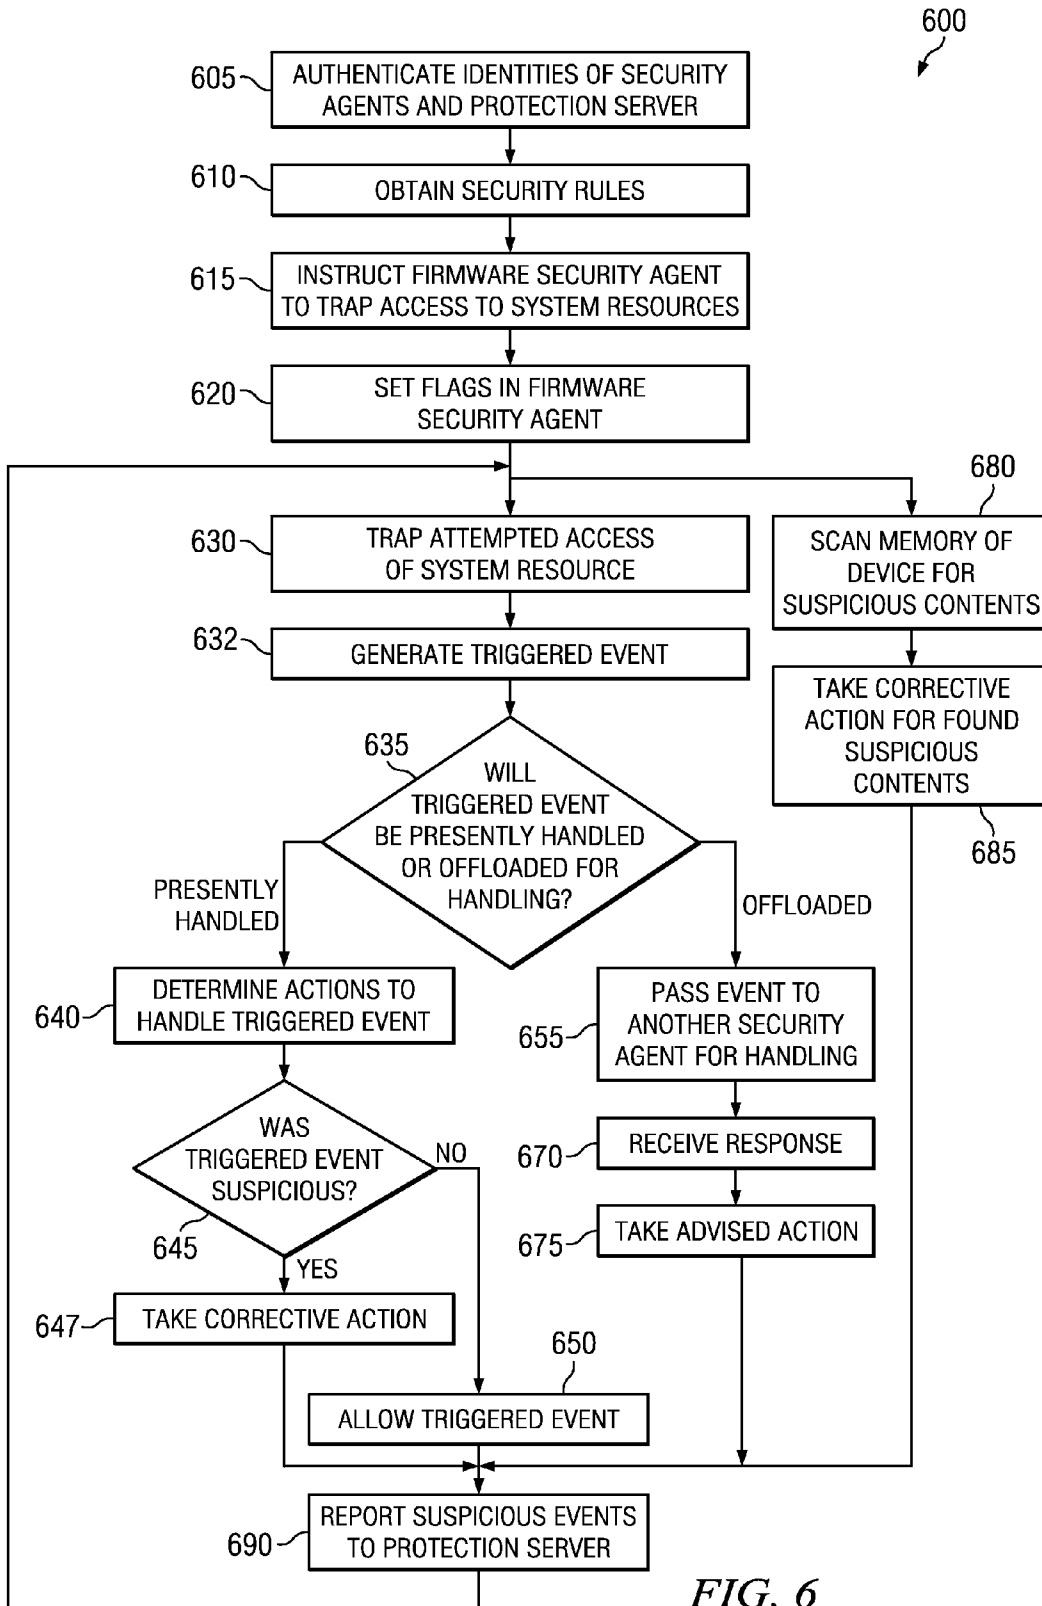 600
605
AUTHENTICATE IDENTITIES OF SECURITY
AGENTS AND PROTECTION SERVER
610
OBTAIN SECURITY RULES
615
INSTRUCT FIRMWARE SECURITY AGENT
TO TRAP ACCESS TO SYSTEM RESOURCES
620
SET FLAGS IN FIRMWARE
SECURITY AGENT
680
SCAN MEMORY OF
DEVICE FOR
SUSPICIOUS CONTENTS
630
TRAP ATTEMPTED ACCESS
OF SYSTEM RESOURCE
632
GENERATE TRIGGERED EVENT
TAKE CORRECTIVE
ACTION FOR FOUND
SUSPICIOUS
CONTENTS
685
635
WILL
TRIGGERED EVENT
BE PRESENTLY HANDLED
OR OFFLOADED FOR
HANDLING?
PRESENTLY
HANDLED
OFFLOADED
640
DETERMINE ACTIONS TO
HANDLE TRIGGERED EVENT
655
PASS EVENT TO
ANOTHER SECURITY
AGENT FOR HANDLING
WAS
TRIGGERED EVENT
SUSPICIOUS?
645
NO
YES
670
RECEIVE RESPONSE
675
TAKE ADVISED ACTION
647
TAKE CORRECTIVE ACTION
650
ALLOW TRIGGERED EVENT
690
REPORT SUSPICIOUS EVENTS
TO PROTECTION SERVER
FIG. 6